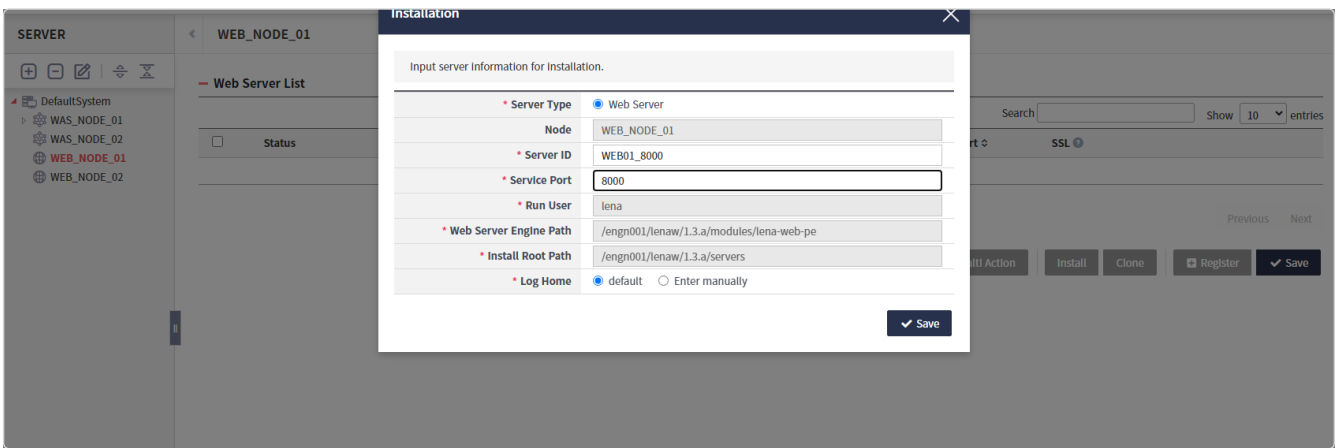 Installation
SERVER
WEB_NODE_01
Input server information for installation.
Web Server List
DefaultSystem
* Server Type Web Server
Search Show 10 entries
WAS_NODE_01
Node WEB_NODE_01
WAS_NODE_02
Status
rt
SSL
* Server ID WEB01_8000
WEB_NODE_01
WEB_NODE_02
* Service Port 8000
* Run User lena
Previous Next
* Web Server Engine Path /engn001/lenaw/1.3.a/modules/lena-web-pe
* Install Root Path /engn001/lenaw/1.3.a/servers
ulti Action Install Clone Register Save
* Log Home default Enter manually
Save